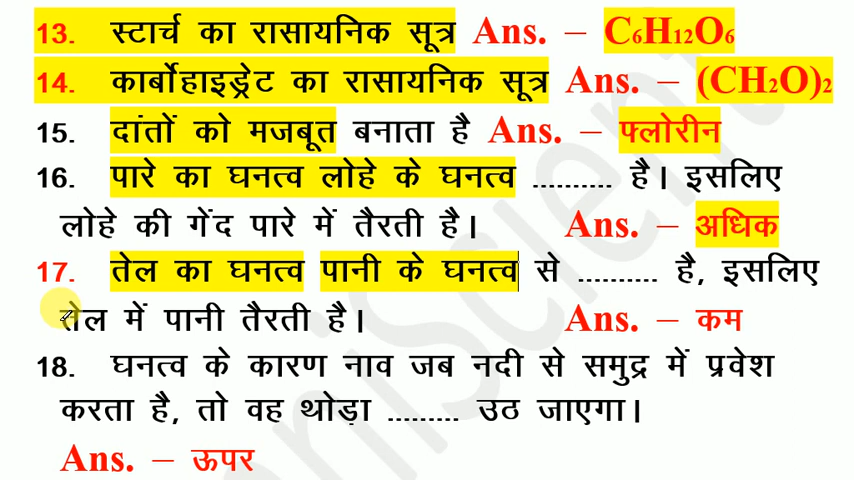 13. स्टार्च का रासायनिक सूत्र Ans. – C₆H₁₂O₆
14. कार्बोहाइड्रेट का रासायनिक सूत्र Ans. – (CH₂O)₂
15. दांतों को मजबूत बनाता है Ans. – फ्लोरीन
16. पारे का घनत्व लोहे के घनत्व .......... है। इसलिए
लोहे की गेंद पारे में तैरती है। Ans. – अधिक
17. तेल का घनत्व पानी के घनत्व से .......... है, इसलिए
तेल में पानी तैरती है। Ans. – कम
18. घनत्व के कारण नाव जब नदी से समुद्र में प्रवेश
करता है, तो वह थोड़ा ......... उठ जाएगा।
Ans. – ऊपर